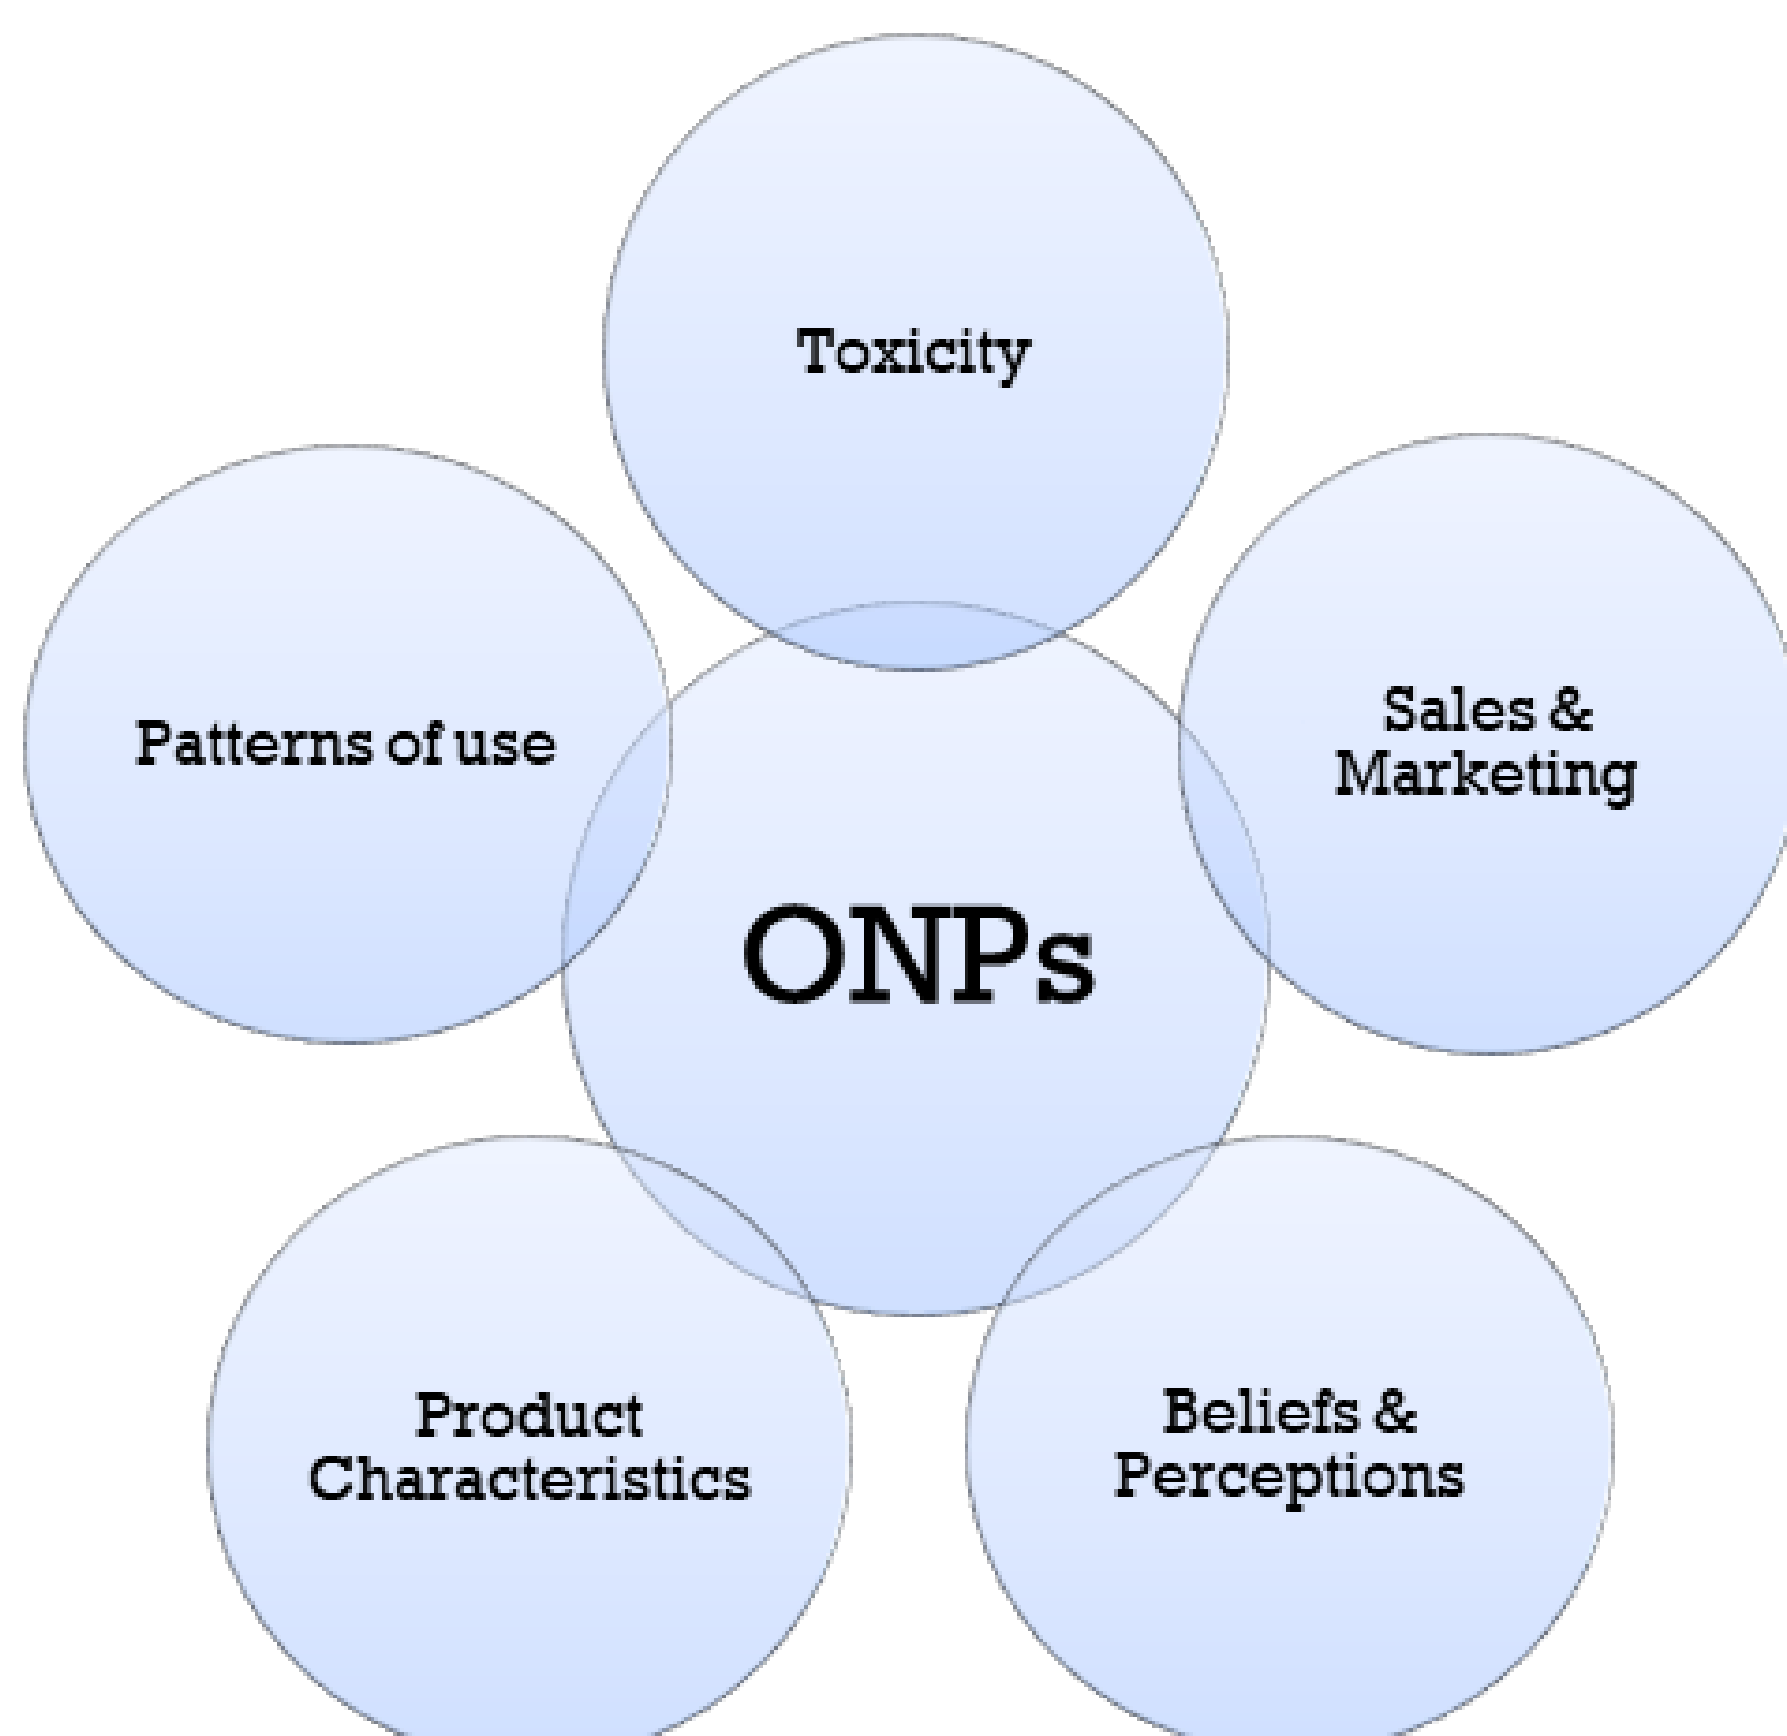 Toxicity
Patterns of use
Sales &
Marketing
ONPs
Product
Characteristics
Beliefs &
Perceptions